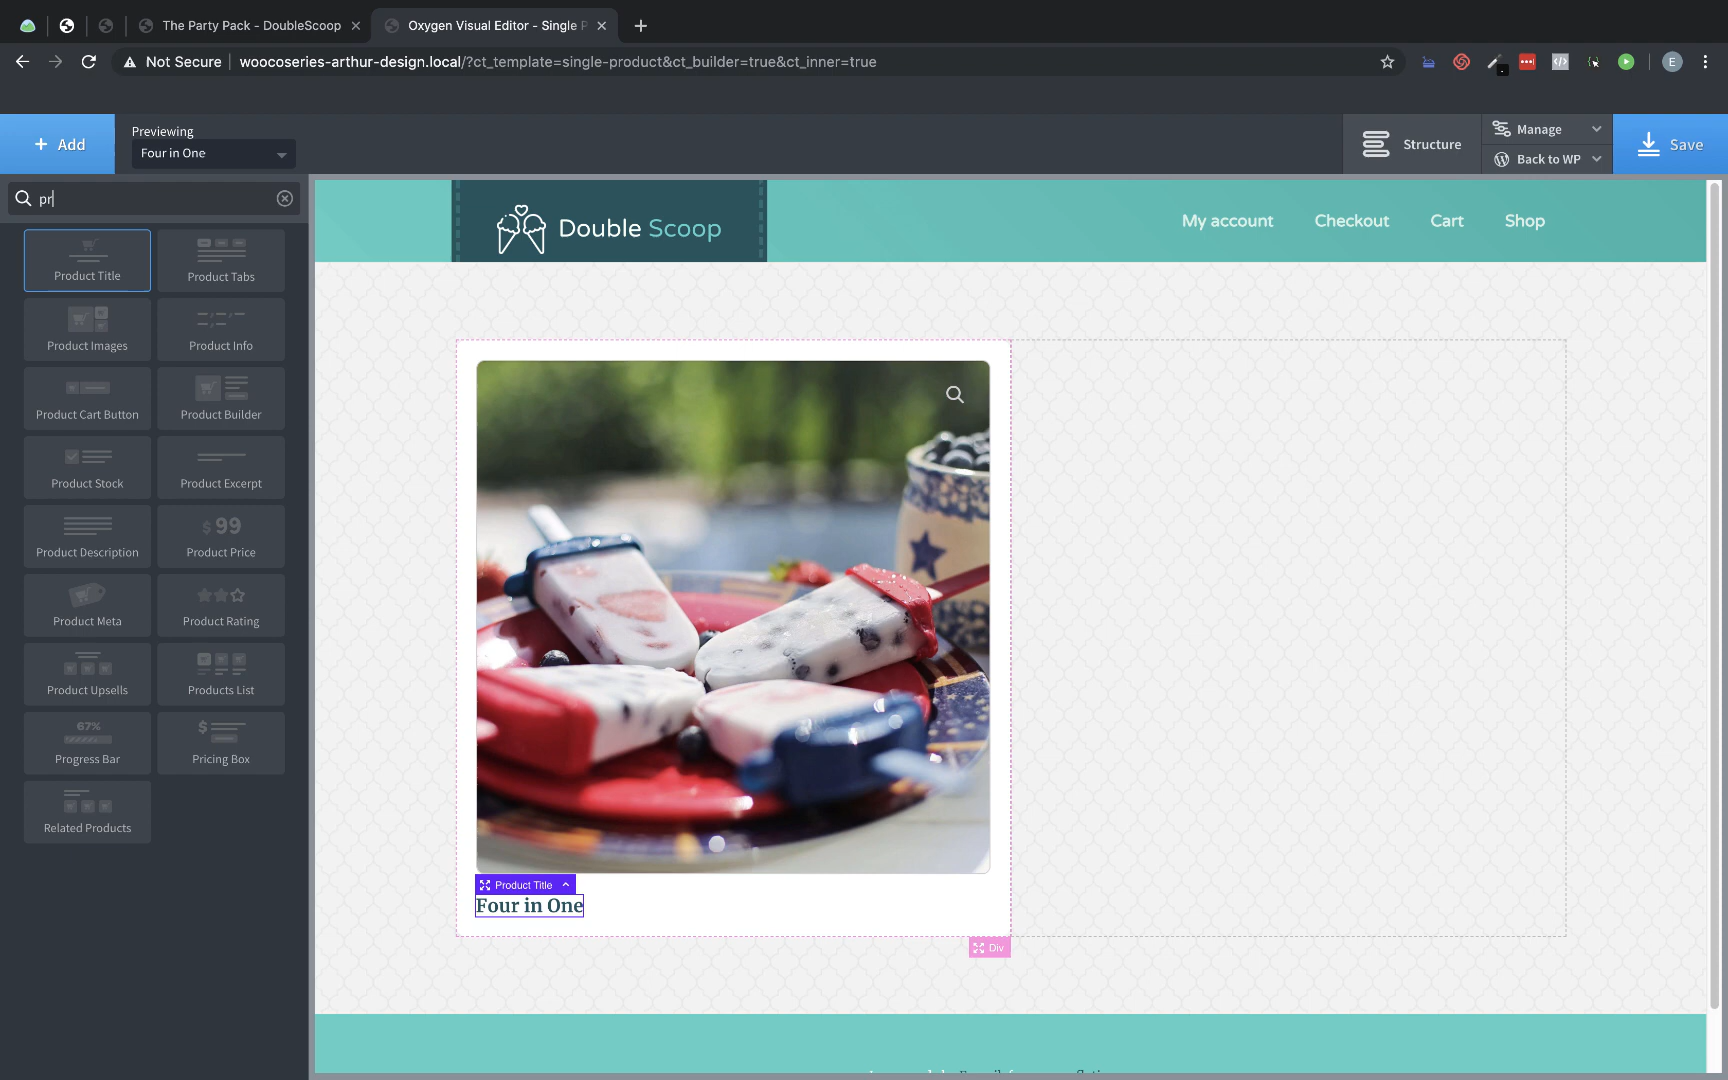 The Party Pack - DoubleScoop
Oxygen Visual Editor - Single P
Not Secure
woocoseries-arthur-design.local/?ct_template=single-product&ct_builder=true&ct_inner=true
E
+ Add
Previewing
Four in One
Structure
Manage
Back to WP
Save
pr
Product Title
Product Tabs
Product Images
Product Info
Product Cart Button
Product Builder
Product Stock
Product Excerpt
Product Description
$ 99
Product Price
Product Meta
Product Rating
Product Upsells
Products List
67%
Progress Bar
$
Pricing Box
Related Products
Double Scoop
My account
Checkout
Cart
Shop
Product Title
Four in One
Div